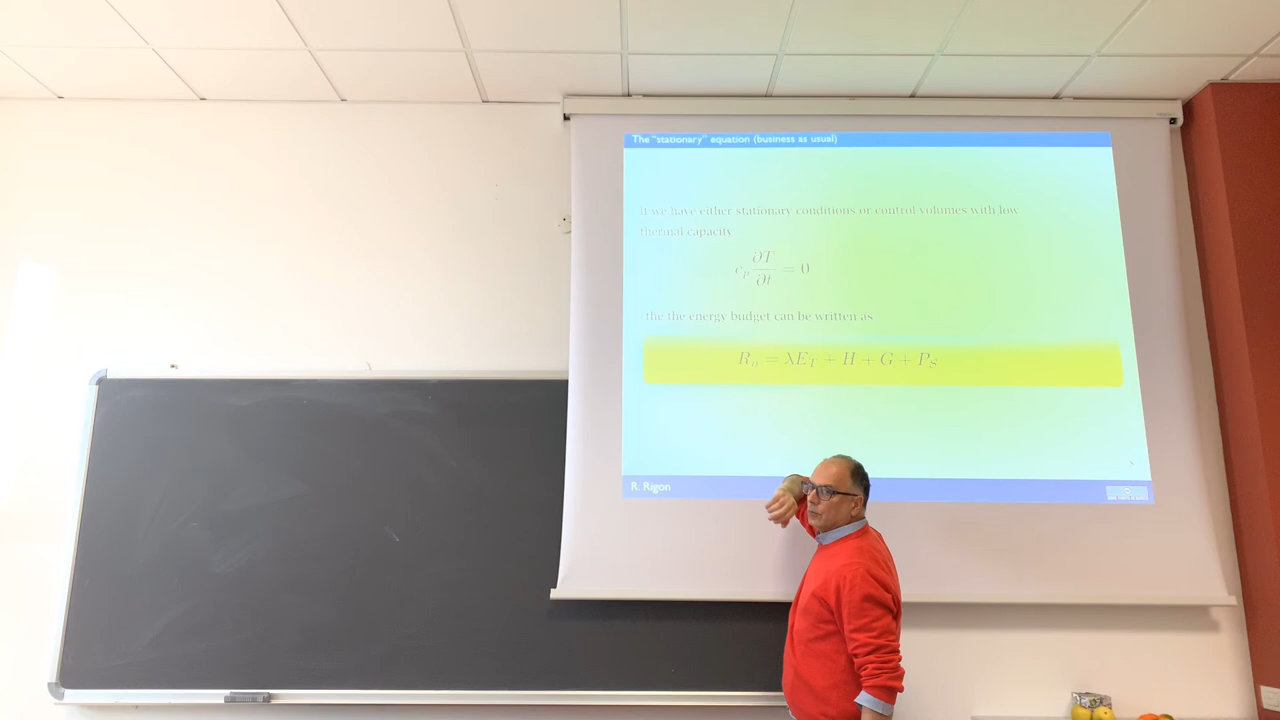 The "stationary" equation (business as usual)
if we have either stationary conditions or control volumes with low
thermal capacity
c_p ∂T/∂t = 0
the the energy budget can be written as
R_n = λE_T + H + G + P_S
R. Rigon